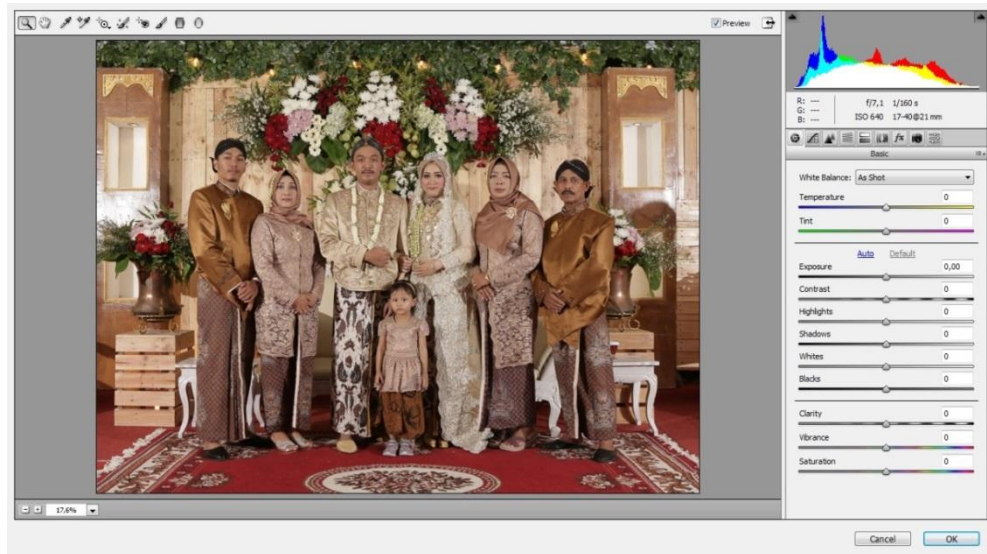 Preview
R: ---
G: ---
B: ---
f/7,1 1/160 s
ISO 640 17-40@21 mm
fx
Basic
White Balance: As Shot
Temperature 0
Tint 0
Auto Default
Exposure 0,00
Contrast 0
Highlights 0
Shadows 0
Whites 0
Blacks 0
Clarity 0
Vibrance 0
Saturation 0
17,6%
Cancel OK